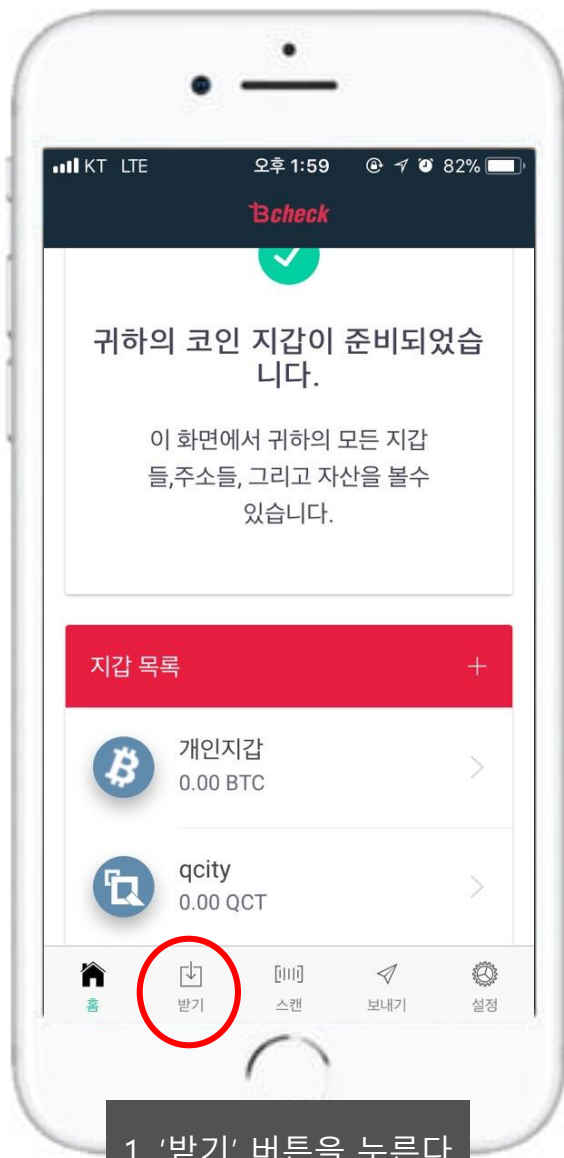 KT LTE 오후 1:59 82%
Bcheck
귀하의 코인 지갑이 준비되었습
니다.
이 화면에서 귀하의 모든 지갑
들,주소들, 그리고 자산을 볼수
있습니다.
지갑 목록 +
개인지갑
0.00 BTC
qcity
0.00 QCT
홈 받기 스캔 보내기 설정
1. '받기' 버튼을 누른다